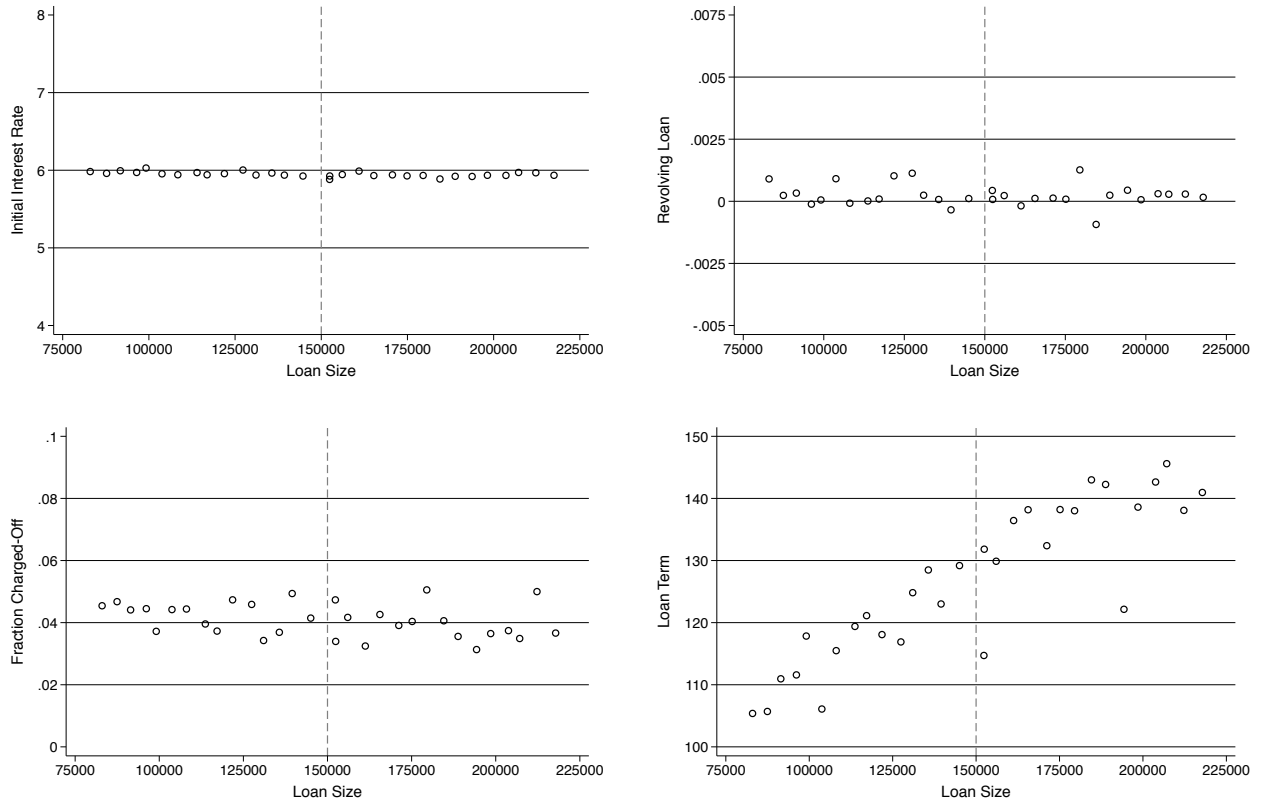 Initial Interest Rate
8
7
6
5
4
75000 100000 125000 150000 175000 200000 225000
Loan Size
Revolving Loan
.0075
.005
.0025
0
-.0025
-.005
75000 100000 125000 150000 175000 200000 225000
Loan Size
Fraction Charged-Off
.1
.08
.06
.04
.02
0
75000 100000 125000 150000 175000 200000 225000
Loan Size
Loan Term
150
140
130
120
110
100
75000 100000 125000 150000 175000 200000 225000
Loan Size